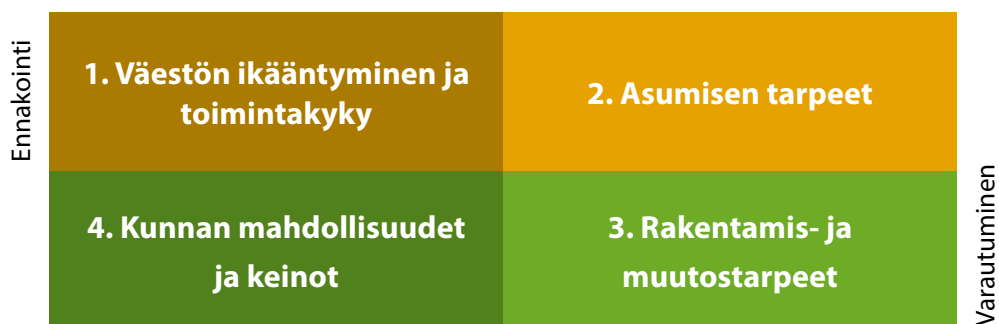 Ennakointi
1. Väestön ikääntyminen ja
toimintakyky
2. Asumisen tarpeet
4. Kunnan mahdollisuudet
ja keinot
3. Rakentamis- ja
muutostarpeet
Varautuminen